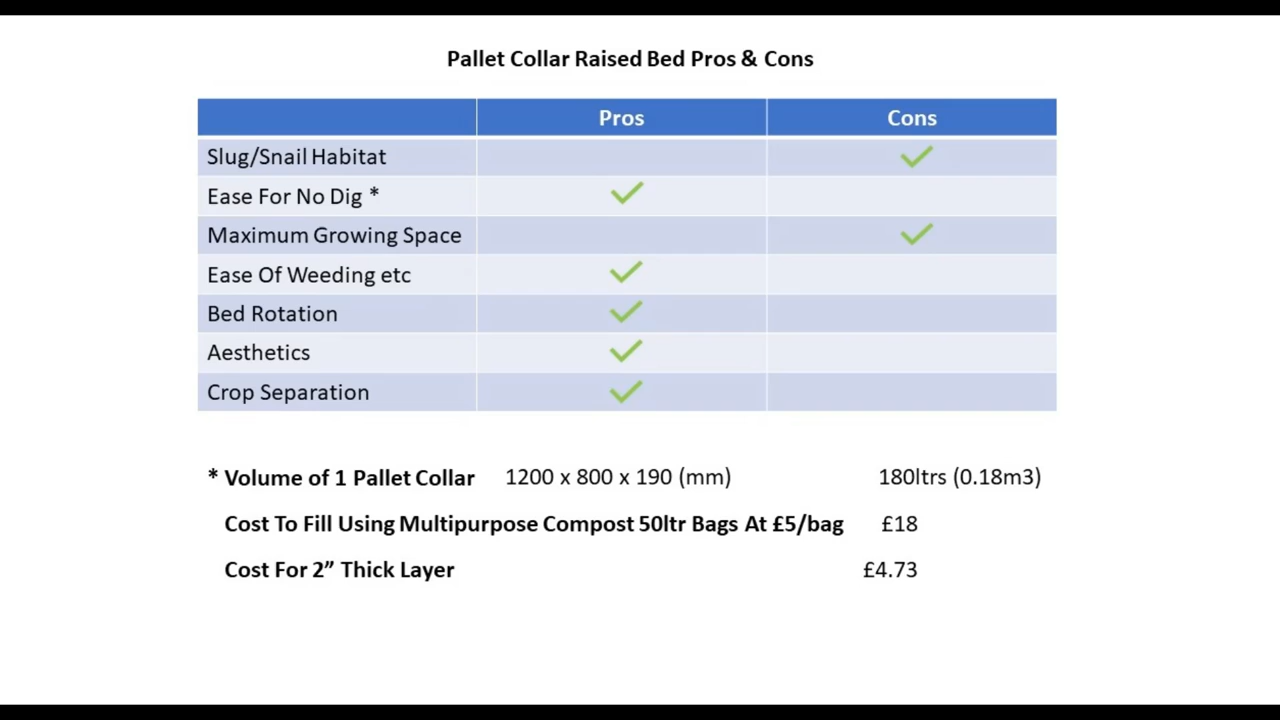 Pallet Collar Raised Bed Pros & Cons
Pros Cons
Slug/Snail Habitat
Ease For No Dig *
Maximum Growing Space
Ease Of Weeding etc
Bed Rotation
Aesthetics
Crop Separation
* Volume of 1 Pallet Collar 1200 x 800 x 190 (mm) 180ltrs (0.18m3)
Cost To Fill Using Multipurpose Compost 50ltr Bags At £5/bag £18
Cost For 2” Thick Layer £4.73